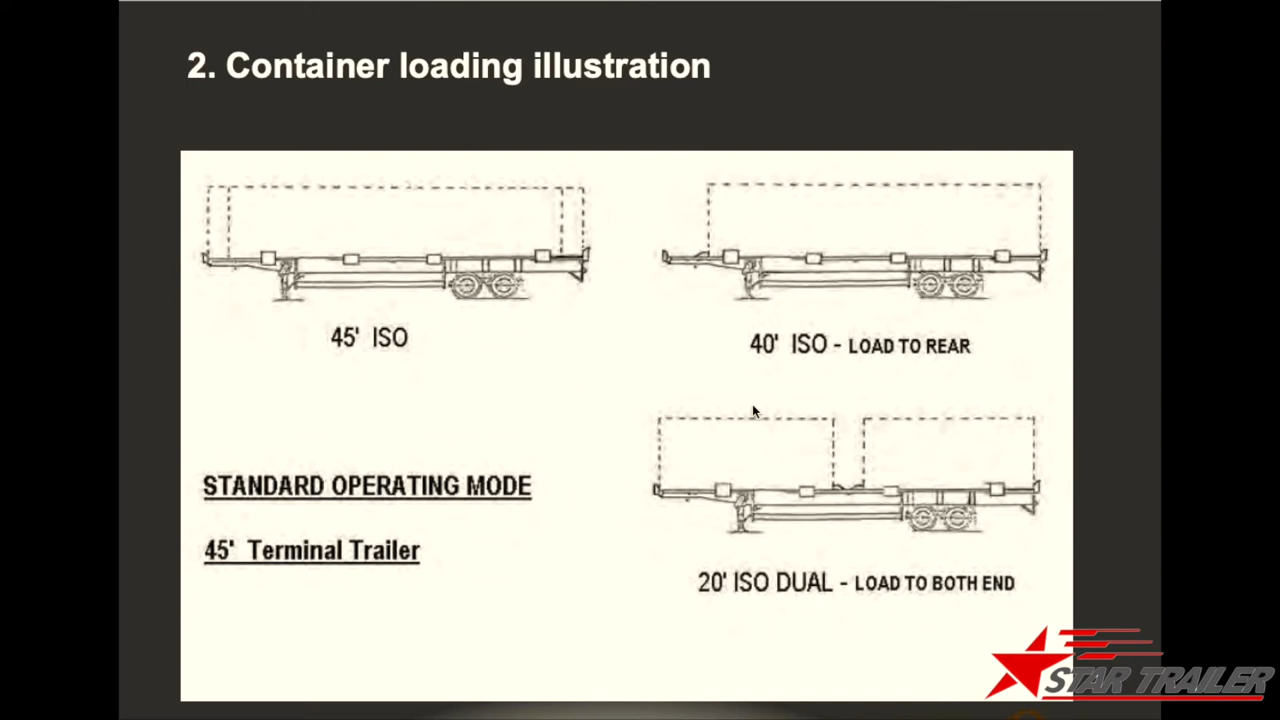 2. Container loading illustration
45' ISO
40' ISO - LOAD TO REAR
STANDARD OPERATING MODE
45' Terminal Trailer
20' ISO DUAL - LOAD TO BOTH END
STAR TRAILER